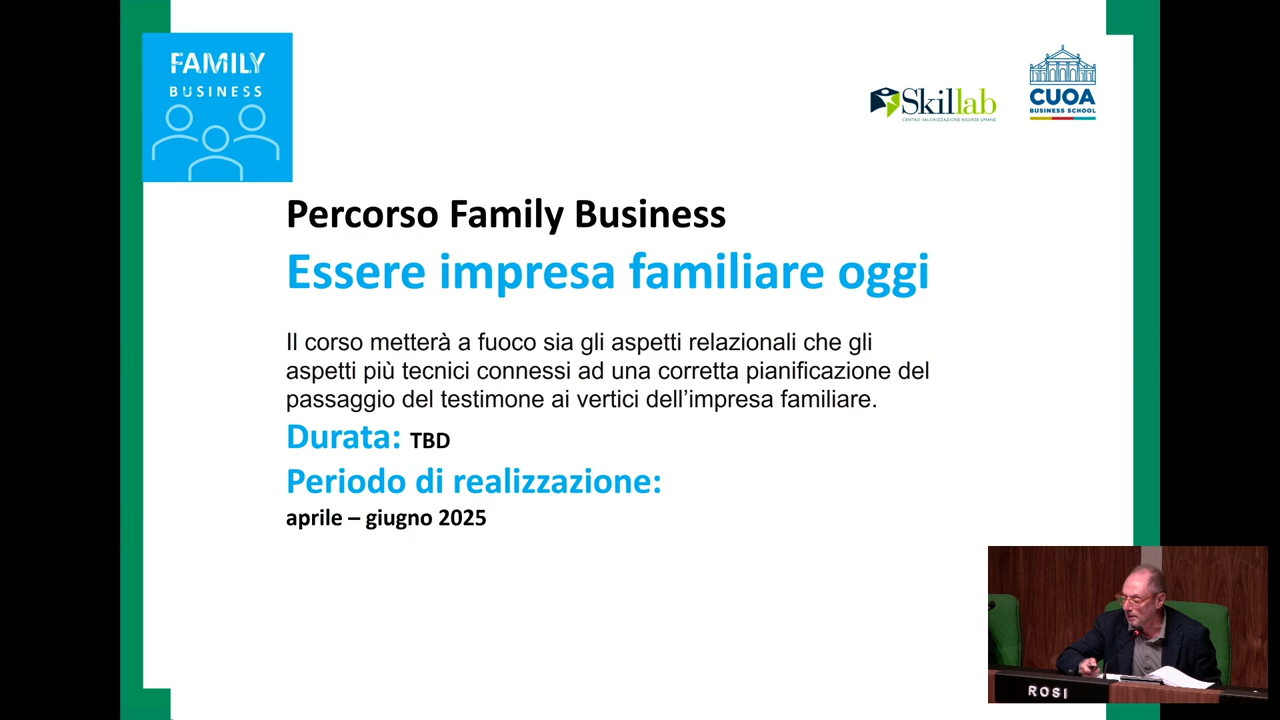 FAMILY
BUSINESS
Skillab
CENTRO VALORIZZAZIONE RISORSE UMANE
CUOA
BUSINESS SCHOOL
Percorso Family Business
Essere impresa familiare oggi
Il corso metterà a fuoco sia gli aspetti relazionali che gli
aspetti più tecnici connessi ad una corretta pianificazione del
passaggio del testimone ai vertici dell’impresa familiare.
Durata: TBD
Periodo di realizzazione:
aprile – giugno 2025
ROSI